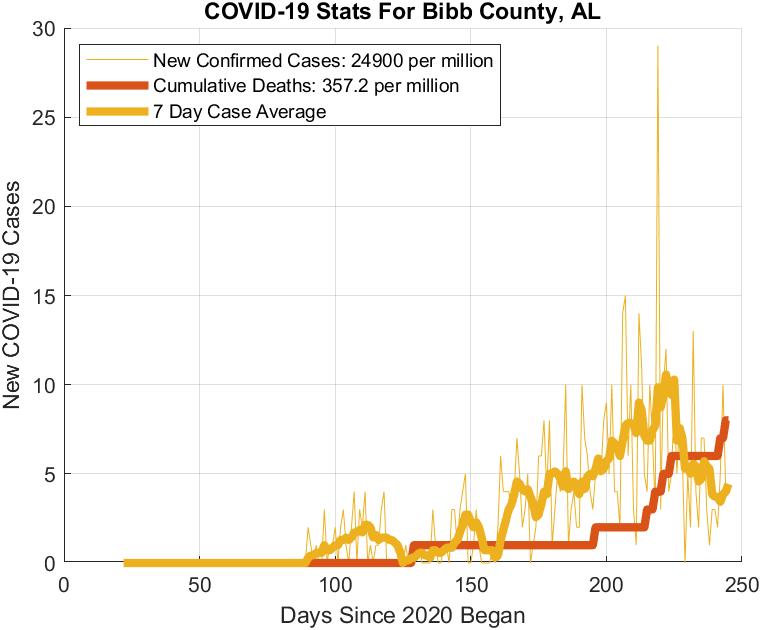 COVID-19 Stats For Bibb County, AL
30
25
20
15
10
5
0
New COVID-19 Cases
New Confirmed Cases: 24900 per million
Cumulative Deaths: 357.2 per million
7 Day Case Average
0 50 100 150 200 250
Days Since 2020 Began